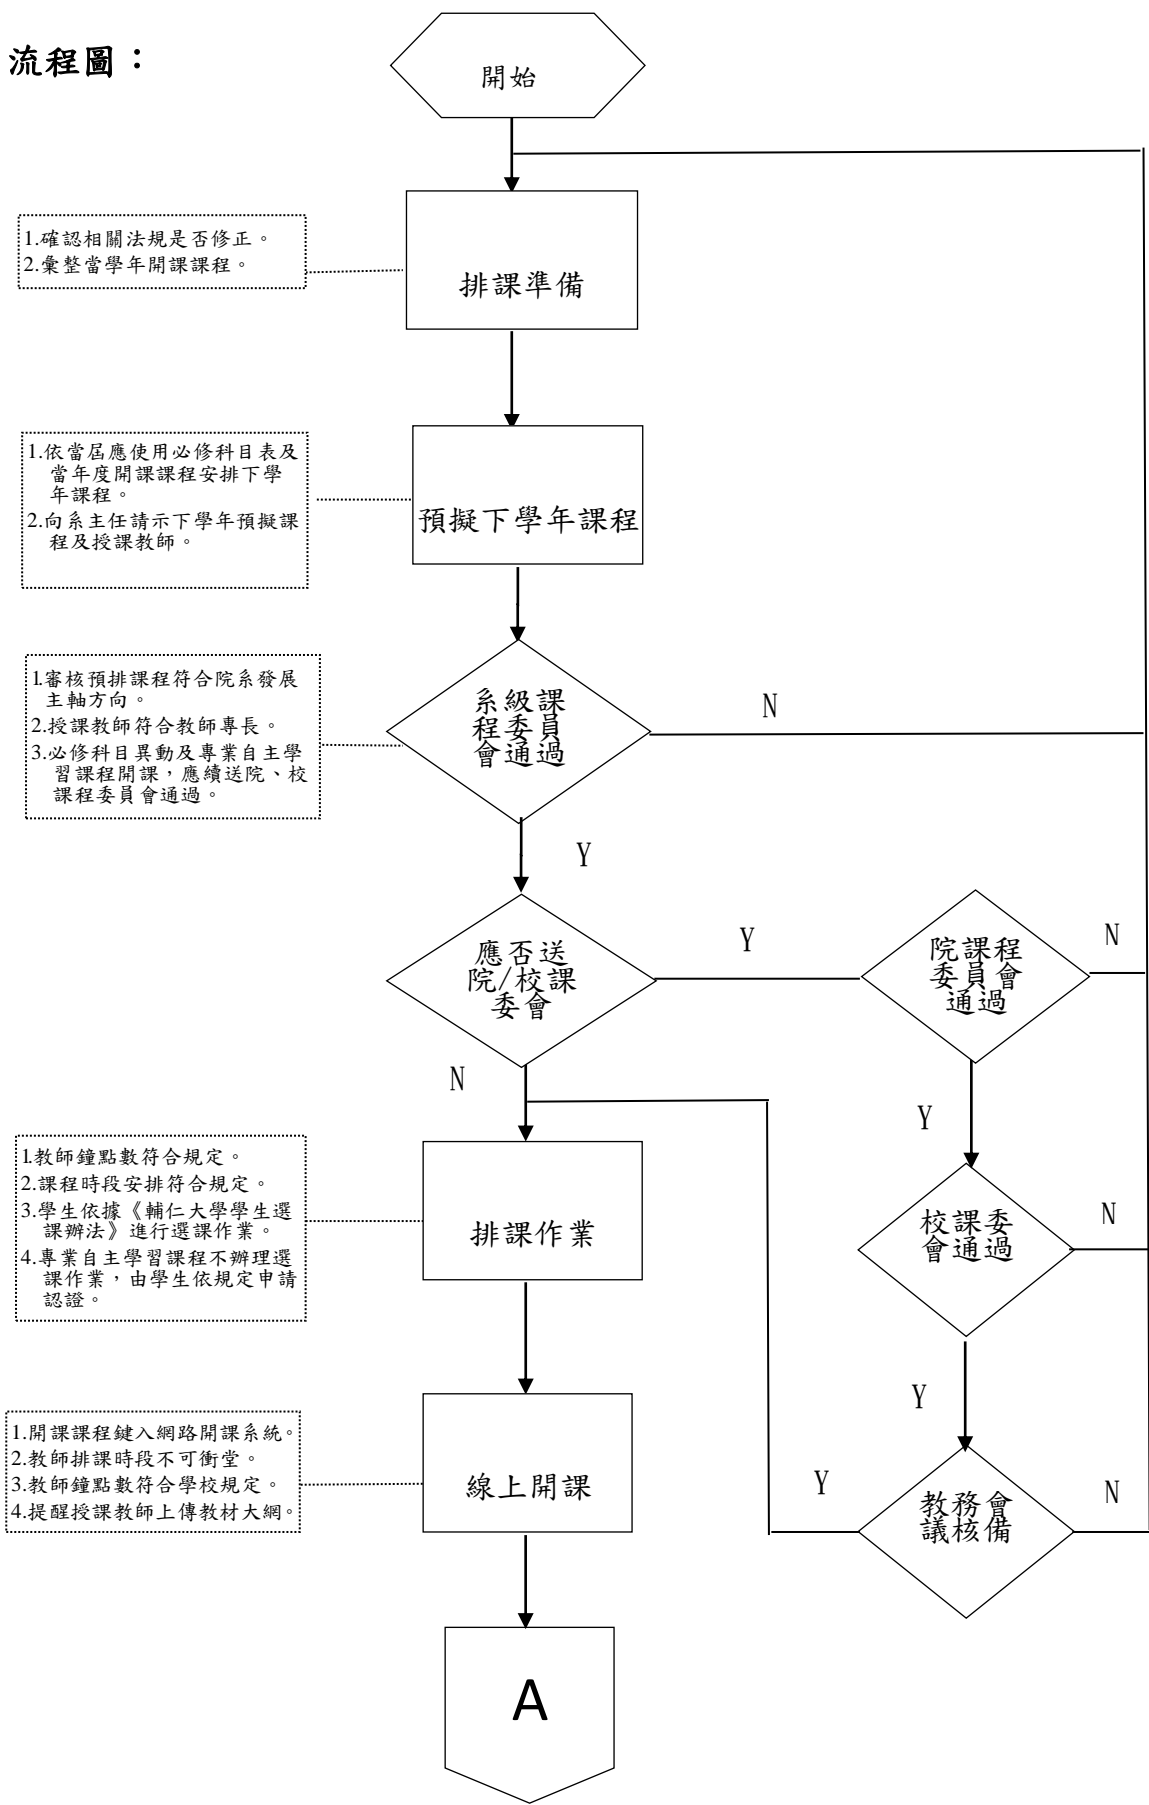 流程圖：
開始
1.確認相關法規是否修正。
2.彙整當學年開課課程。
排課準備
1.依當屆應使用必修科目表及
當年度開課課程安排下學
年課程。
2.向系主任請示下學年預擬課
程及授課教師。
預擬下學年課程
1.審核預排課程符合院系發展
主軸方向。
2.授課教師符合教師專長。
3.必修科目異動及專業自主學
習課程開課，應續送院、校
課程委員會通過。
系級課
程委員
會通過
N
Y
應否送
院/校課
委會
Y
院課程
委員會
通過
N
N
Y
1.教師鐘點數符合規定。
2.課程時段安排符合規定。
3.學生依據《輔仁大學學生選
課辦法》進行選課作業。
4.專業自主學習課程不辦理選
課作業，由學生依規定申請
認證。
排課作業
校課委
會通過
N
Y
1.開課課程鍵入網路開課系統。
2.教師排課時段不可衝堂。
3.教師鐘點數符合學校規定。
4.提醒授課教師上傳教材大網。
線上開課
Y
教務會
議核備
N
A